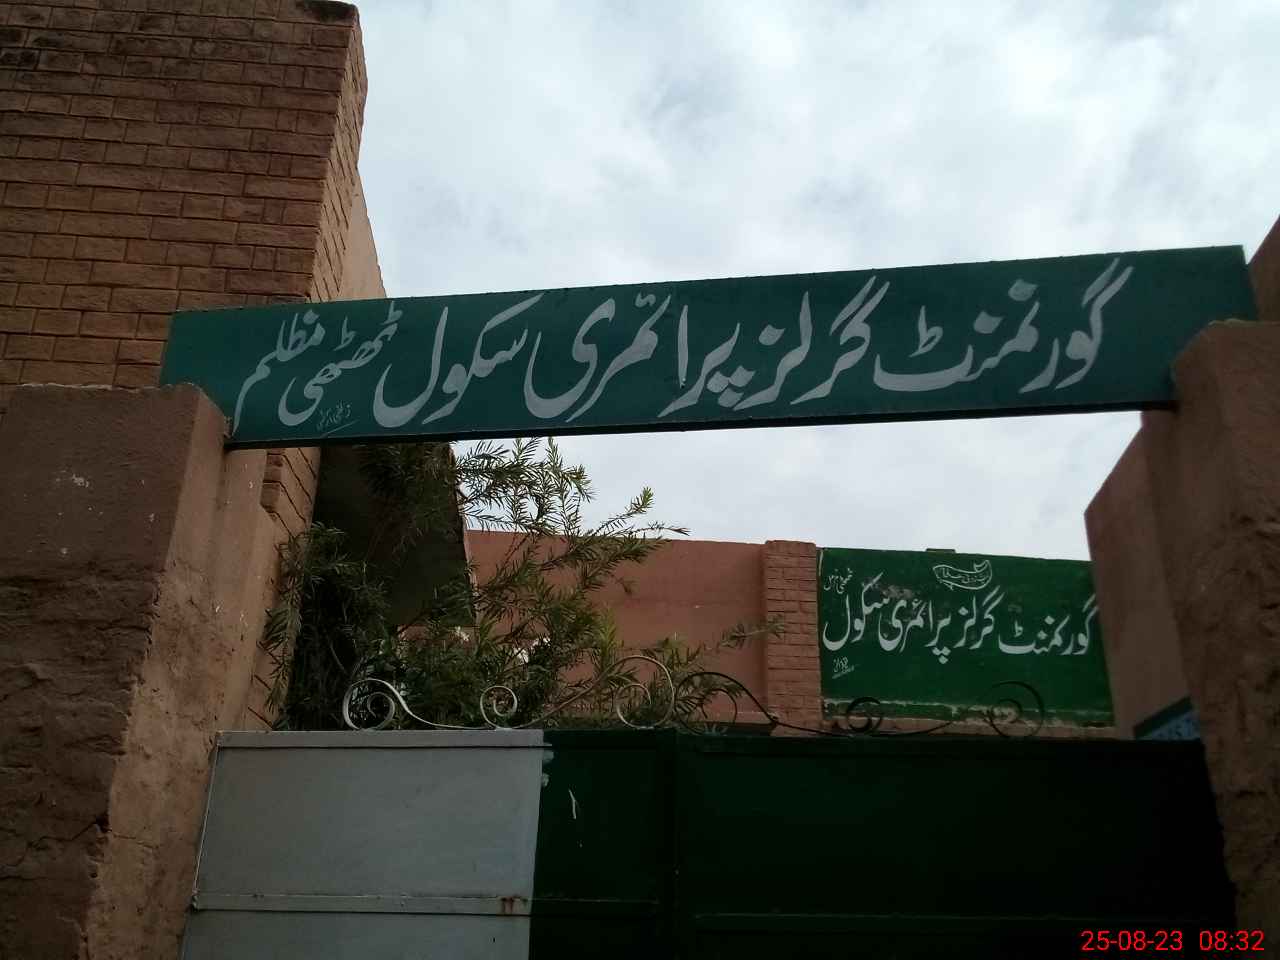 گورنمنٹ گرلز پرائمری سکول ٹھٹھی مظلم
گورنمنٹ گرلز پرائمری سکول
25-08-23 08:32